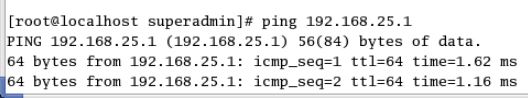 [root@localhost superadmin]# ping 192.168.25.1
PING 192.168.25.1 (192.168.25.1) 56(84) bytes of data.
64 bytes from 192.168.25.1: icmp_seq=1 ttl=64 time=1.62 ms
64 bytes from 192.168.25.1: icmp_seq=2 ttl=64 time=1.16 ms